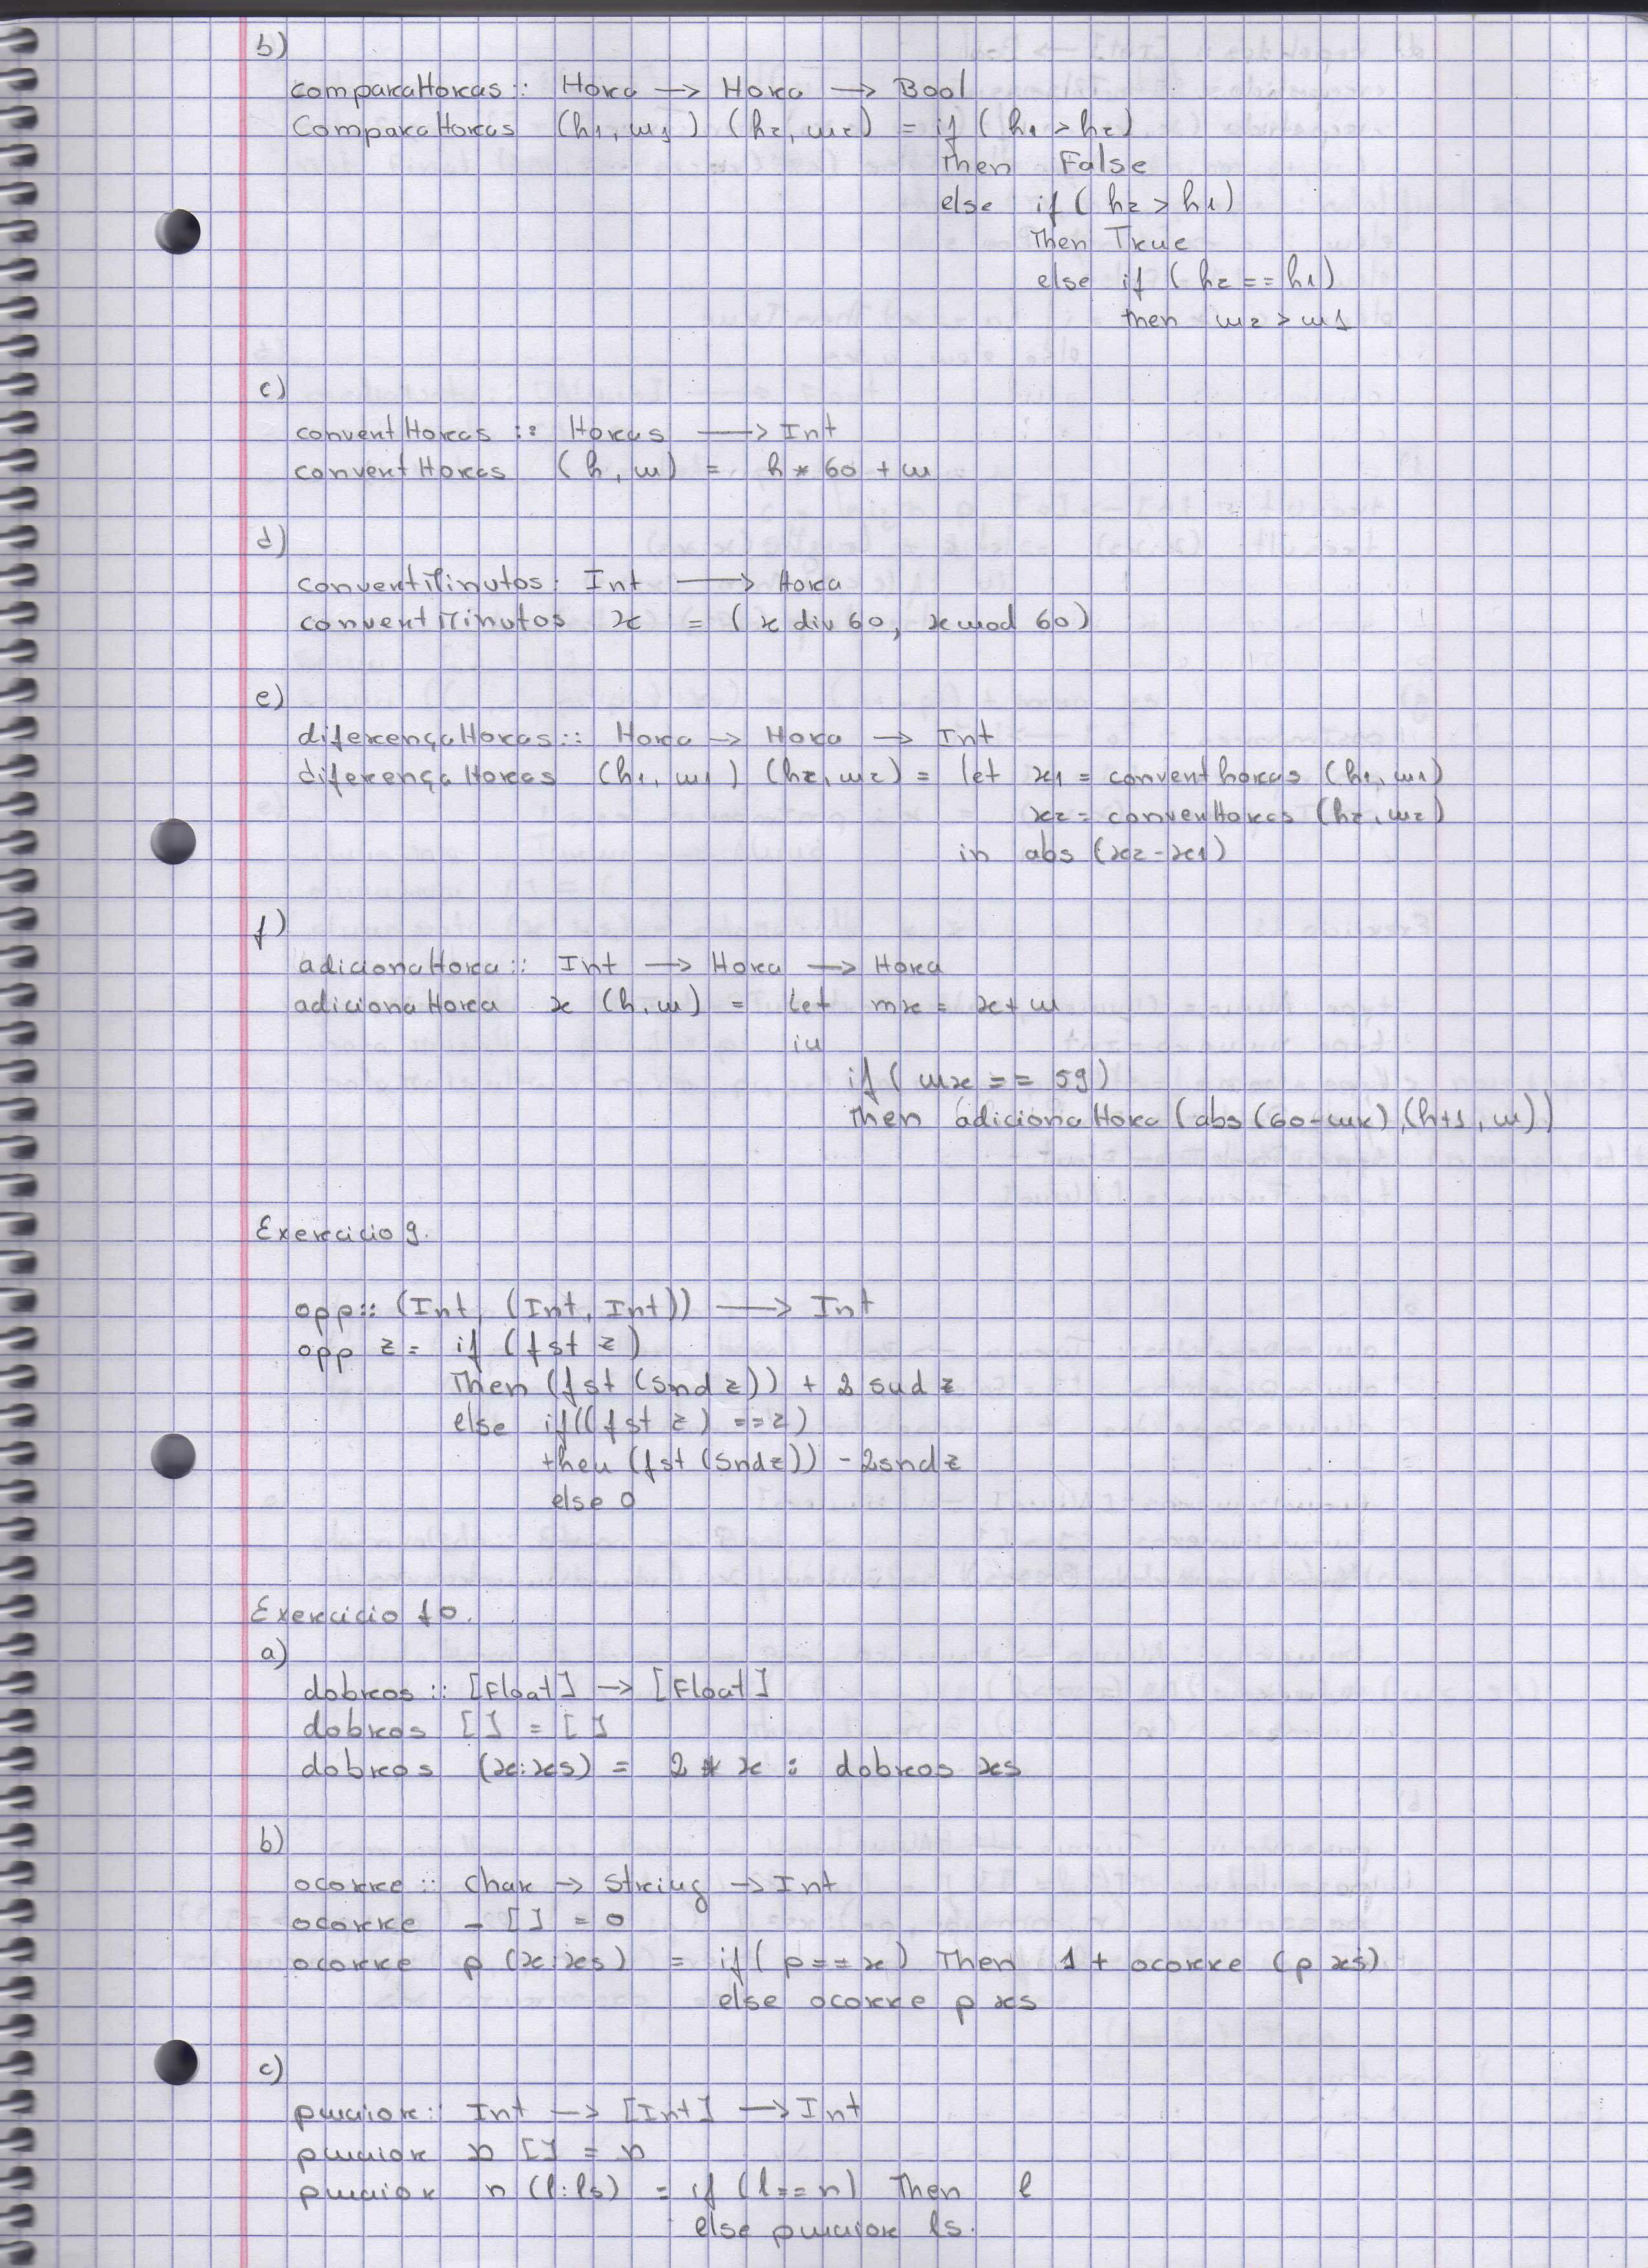 b)
comparaHoras :: Hora -> Hora -> Bool
ComparaHoras (h1, m1) (h2, m2) = if (h1 > h2)
Then False
else if ( h2 > h1)
Then True
else if ( h2 == h1)
then m2 > m1
c)
convertHoras :: Horas -> Int
convertHoras (h, m) = h * 60 + m
d)
convertMinutos: Int -> Hora
convertMinutos x = (x div 60, x mod 60)
e)
diferençaHoras:: Hora -> Hora -> Int
diferençaHoras (h1, m1) (h2, m2) = let x1 = converthoras (h1, m1)
x2 = converHoras (h2, m2)
in abs (x2 - x1)
f)
adicionaHora:: Int -> Hora -> Hora
adicionaHora x (h, m) = let mx = x + m
in
if ( mx == 59)
Then adicionaHora (abs (60-mx), (h+1, m))
Exercicio 9.
opp:: (Int, (Int, Int)) -> Int
opp z = if (fst z)
Then (fst (snd z)) + 2 snd z
else if ((fst z) == 2)
then (fst (snd z)) - 2 snd z
else 0
Exercicio 10.
a)
dobros :: [Float] -> [Float]
dobros [] = []
dobros (x:xs) = 2 * x : dobros xs
b)
ocorre :: Char -> String -> Int
ocorre _ [] = 0
ocorre p (x:xs) = if ( p == x) Then 1 + ocorre (p xs)
else ocorre p xs
c)
pmaior:: Int -> [Int] -> Int
pmaior n [] = n
pmaior n (l:ls) = if (l == n) Then l
else pmaior ls.